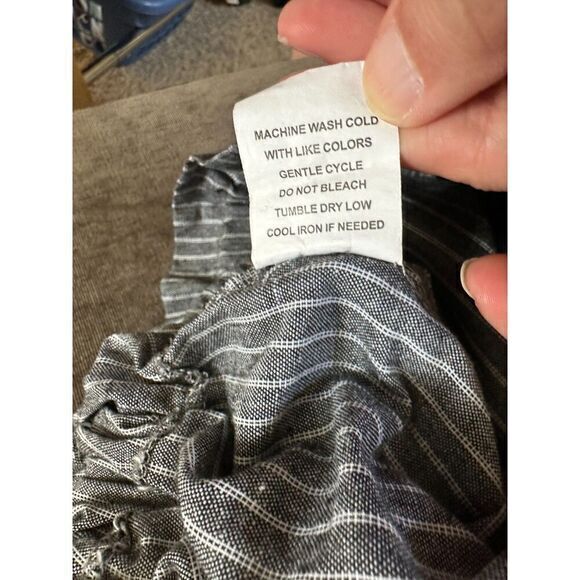 MACHINE WASH COLD
WITH LIKE COLORS
GENTLE CYCLE
DO NOT BLEACH
TUMBLE DRY LOW
COOL IRON IF NEEDED